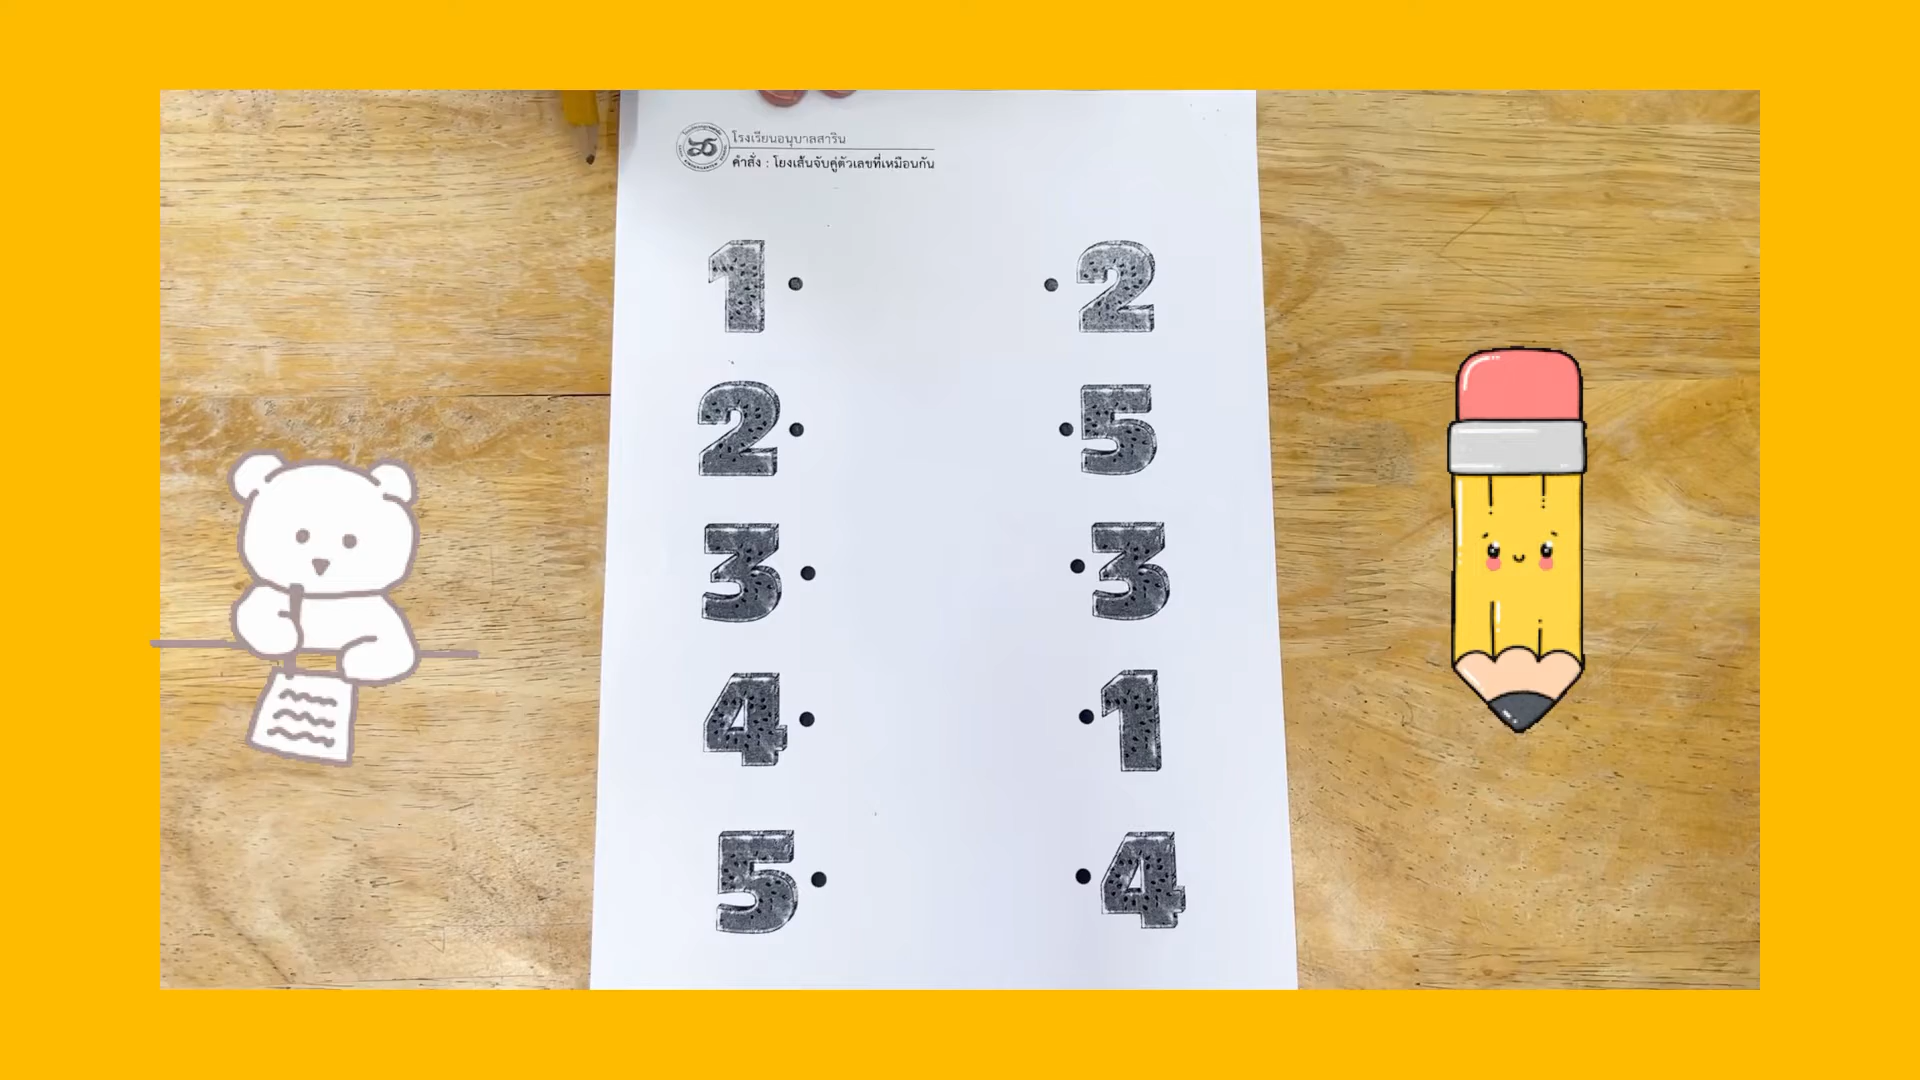 โรงเรียนอนุบาลสาริน
คำสั่ง : โยงเส้นจับคู่ตัวเลขที่เหมือนกัน
1 2
2 5
3 3
4 1
5 4